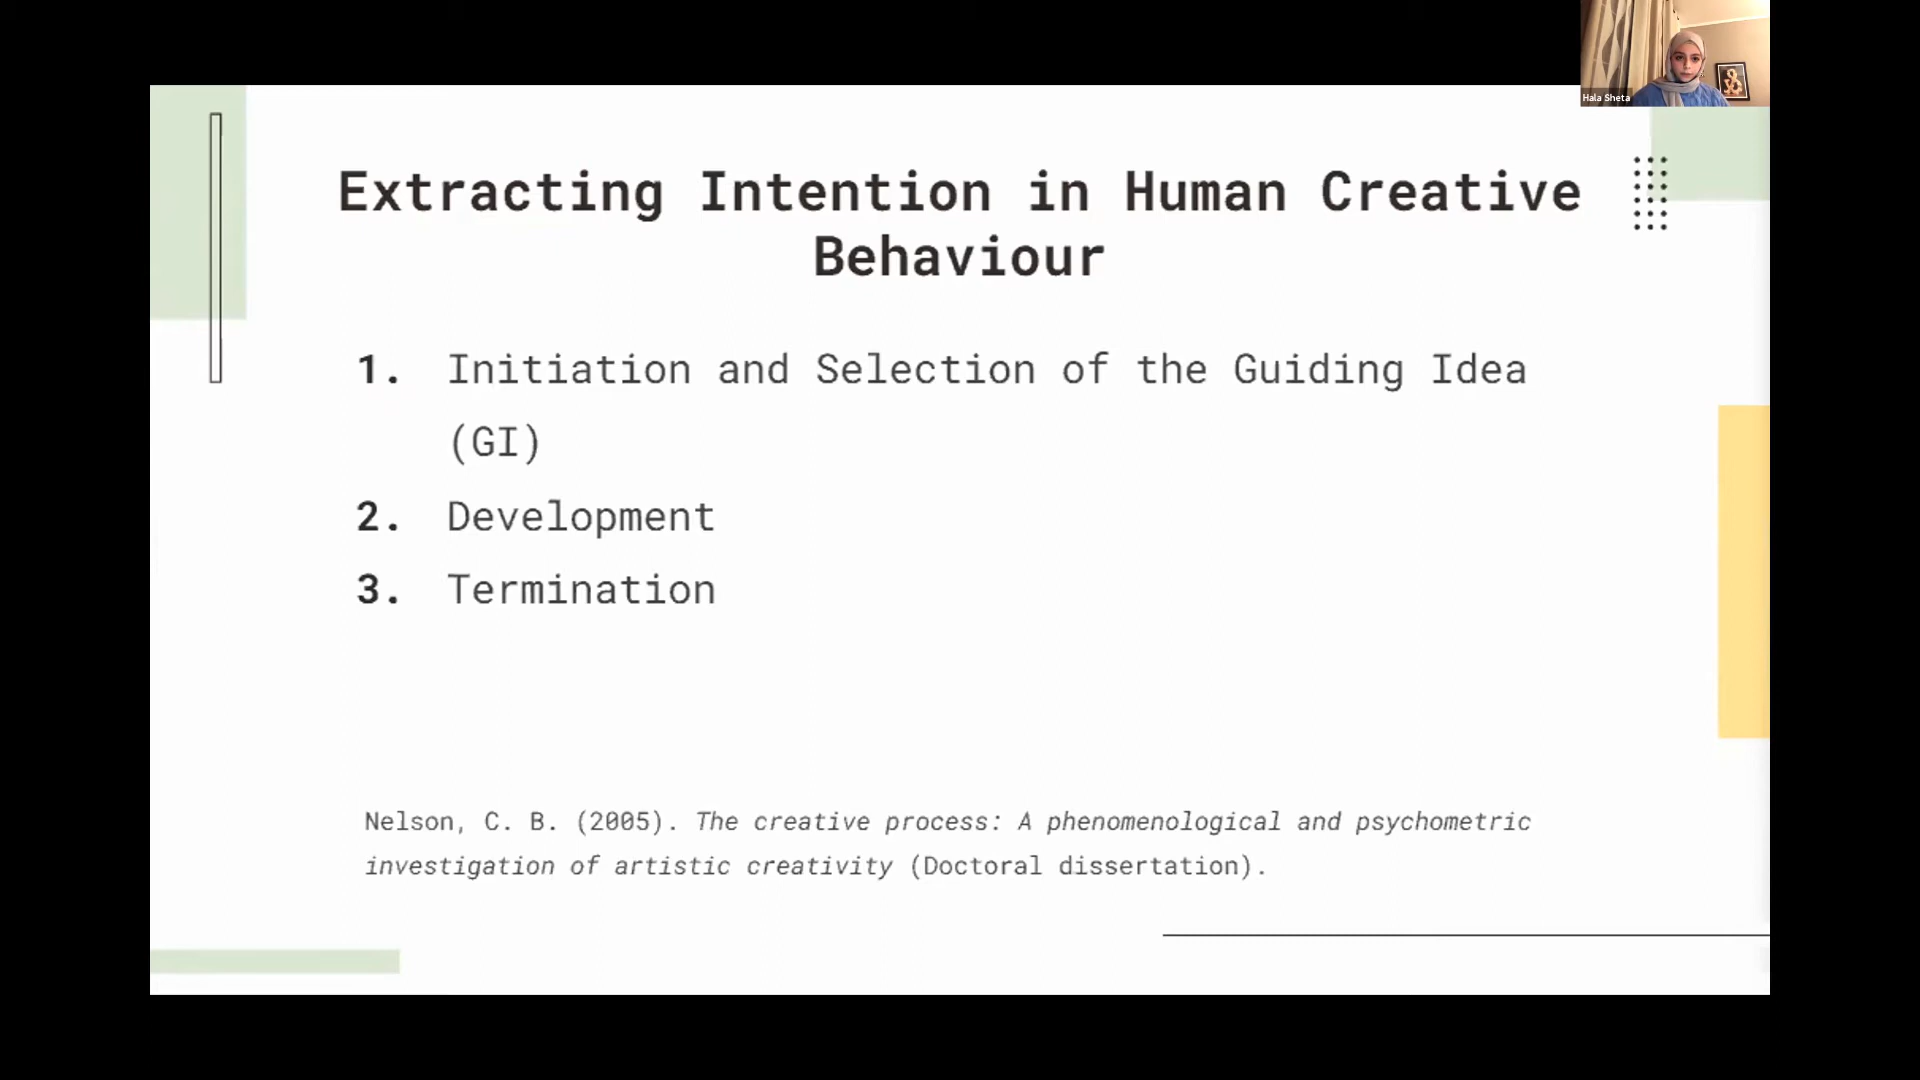 Hala Sheta
Extracting Intention in Human Creative
Behaviour
1. Initiation and Selection of the Guiding Idea
(GI)
2. Development
3. Termination
Nelson, C. B. (2005). The creative process: A phenomenological and psychometric
investigation of artistic creativity (Doctoral dissertation).